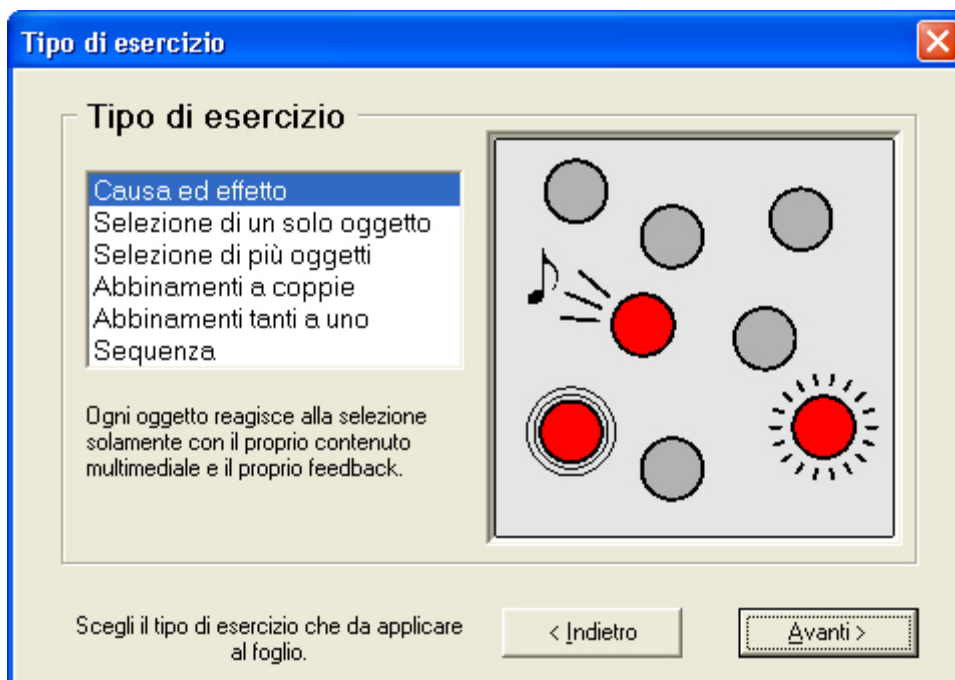 Tipo di esercizio
Tipo di esercizio
Causa ed effetto
Selezione di un solo oggetto
Selezione di più oggetti
Abbinamenti a coppie
Abbinamenti tanti a uno
Sequenza
Ogni oggetto reagisce alla selezione
solamente con il proprio contenuto
multimediale e il proprio feedback.
Scegli il tipo di esercizio che da applicare
al foglio.
< Indietro
Avanti >